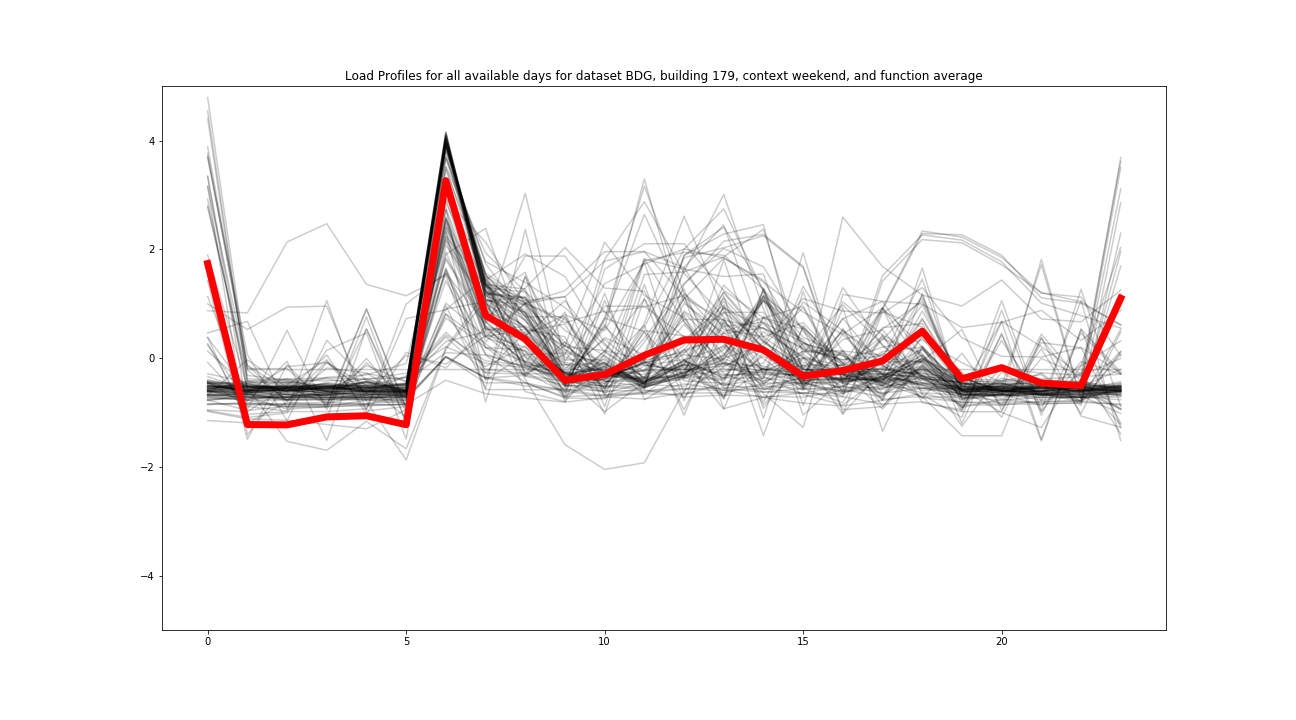 Load Profiles for all available days for dataset BDG, building 179, context weekend, and function average
4
2
0
−2
−4
0 5 10 15 20